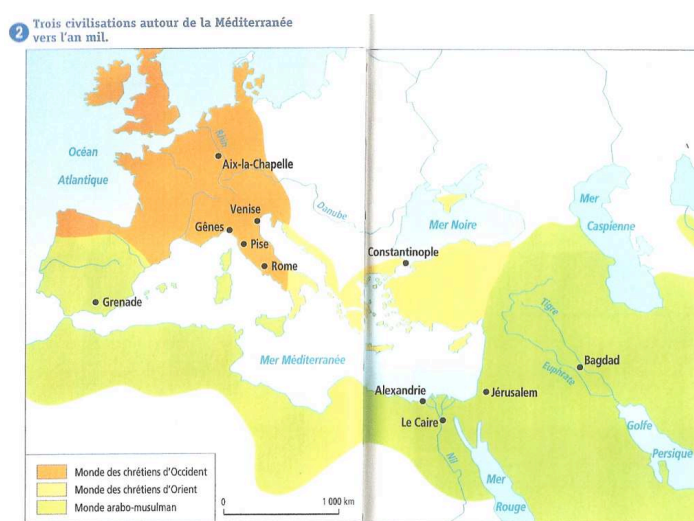 2 Trois civilisations autour de la Méditerranée
vers l'an mil.
Océan
Atlantique
Rhin
Aix-la-Chapelle
Venise
Danube
Gênes
Pise
Rome
Grenade
Mer Méditerranée
Mer Noire
Constantinople
Mer
Caspienne
Tigre
Euphrate
Bagdad
Alexandrie
Jérusalem
Le Caire
Nil
Golfe
Persique
Mer
Rouge
Monde des chrétiens d'Occident
Monde des chrétiens d'Orient
Monde arabo-musulman
0 1 000 km